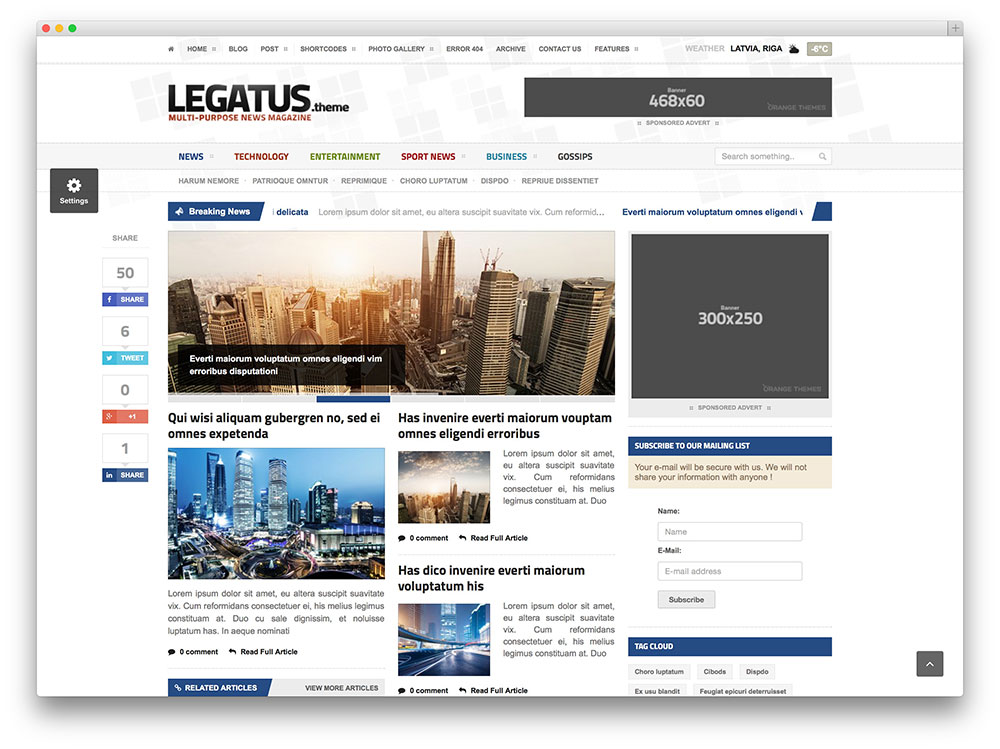 HOME BLOG POST SHORTCODES PHOTO GALLERY ERROR 404 ARCHIVE CONTACT US FEATURES WEATHER LATVIA, RIGA -6°C
LEGATUS.theme
MULTI-PURPOSE NEWS MAGAZINE
Banner
468x60
ORANGE THEMES
SPONSORED ADVERT
NEWS TECHNOLOGY ENTERTAINMENT SPORT NEWS BUSINESS GOSSIPS Search something..
HARUM NEMORE PATRIOQUE OMNTUR REPRIMIQUE CHORO LUPTATUM DISPDO REPRIUE DISSENTIET
Settings
Breaking News delicata Lorem ipsum dolor sit amet, eu altera suscipit suavitate vix. Cum reformid... Everti maiorum voluptatum omnes eligendi v
SHARE
50
SHARE
6
TWEET
0
+1
1
SHARE
Everti maiorum voluptatum omnes eligendi vim
erroribus disputationi
Qui wisi aliquam gubergren no, sed ei
omnes expetenda
Lorem ipsum dolor sit amet, eu altera suscipit suavitate
vix. Cum reformidans consectetuer ei, his melius legimus
constituam at. Duo cu sale dignissim, et noluisse
luptatum has. In aeque nominati
0 comment Read Full Article
RELATED ARTICLES VIEW MORE ARTICLES
Has invenire everti maiorum vouptam
omnes eligendi erroribus
Lorem ipsum dolor sit amet,
eu altera suscipit suavitate
vix. Cum reformidans
consectetuer ei, his melius
legimus constituam at. Duo
0 comment Read Full Article
Has dico invenire everti maiorum
voluptatum his
Lorem ipsum dolor sit amet,
eu altera suscipit suavitate
vix. Cum reformidans
consectetuer ei, his melius
legimus constituam at. Duo
0 comment Read Full Article
Banner
300x250
ORANGE THEMES
SPONSORED ADVERT
SUBSCRIBE TO OUR MAILING LIST
Your e-mail will be secure with us. We will not
share your information with anyone !
Name:
Name
E-Mail:
E-mail address
Subscribe
TAG CLOUD
Choro luptatum Cibods Dispdo
Ex usu blandit Feugiat epicuri deterruisset